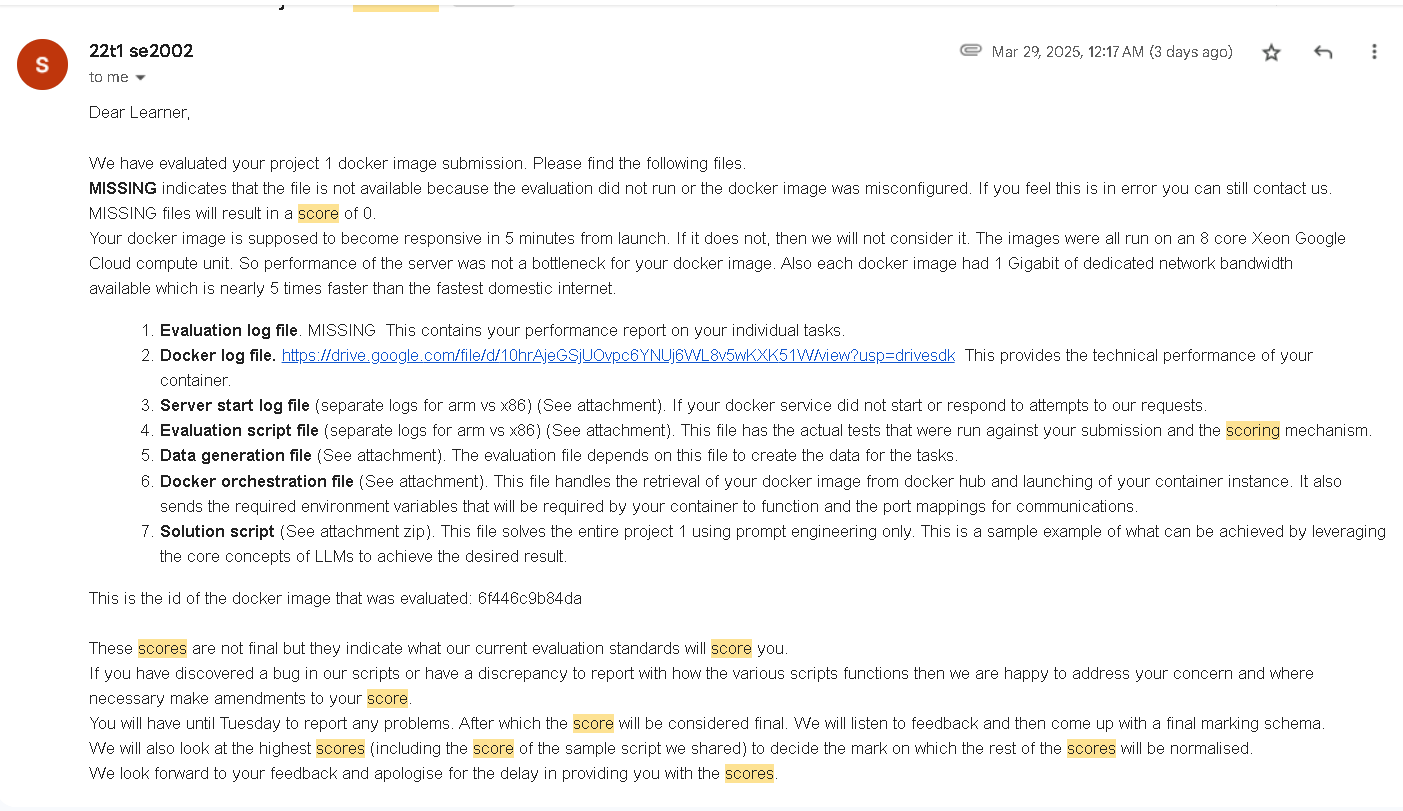 S
22t1 se2002
Mar 29, 2025, 12:17 AM (3 days ago)
to me
Dear Learner,
We have evaluated your project 1 docker image submission. Please find the following files.
MISSING indicates that the file is not available because the evaluation did not run or the docker image was misconfigured. If you feel this is in error you can still contact us.
MISSING files will result in a score of 0.
Your docker image is supposed to become responsive in 5 minutes from launch. If it does not, then we will not consider it. The images were all run on an 8 core Xeon Google
Cloud compute unit. So performance of the server was not a bottleneck for your docker image. Also each docker image had 1 Gigabit of dedicated network bandwidth
available which is nearly 5 times faster than the fastest domestic internet.
1. Evaluation log file. MISSING This contains your performance report on your individual tasks.
2. Docker log file. https://drive.google.com/file/d/10hrAjeGSjUOvpc6YNUj6WL8v5wKXK51W/view?usp=drivesdk This provides the technical performance of your
container.
3. Server start log file (separate logs for arm vs x86) (See attachment). If your docker service did not start or respond to attempts to our requests.
4. Evaluation script file (separate logs for arm vs x86) (See attachment). This file has the actual tests that were run against your submission and the scoring mechanism.
5. Data generation file (See attachment). The evaluation file depends on this file to create the data for the tasks.
6. Docker orchestration file (See attachment). This file handles the retrieval of your docker image from docker hub and launching of your container instance. It also
sends the required environment variables that will be required by your container to function and the port mappings for communications.
7. Solution script (See attachment zip). This file solves the entire project 1 using prompt engineering only. This is a sample example of what can be achieved by leveraging
the core concepts of LLMs to achieve the desired result.
This is the id of the docker image that was evaluated: 6f446c9b84da
These scores are not final but they indicate what our current evaluation standards will score you.
If you have discovered a bug in our scripts or have a discrepancy to report with how the various scripts functions then we are happy to address your concern and where
necessary make amendments to your score.
You will have until Tuesday to report any problems. After which the score will be considered final. We will listen to feedback and then come up with a final marking schema.
We will also look at the highest scores (including the score of the sample script we shared) to decide the mark on which the rest of the scores will be normalised.
We look forward to your feedback and apologise for the delay in providing you with the scores.